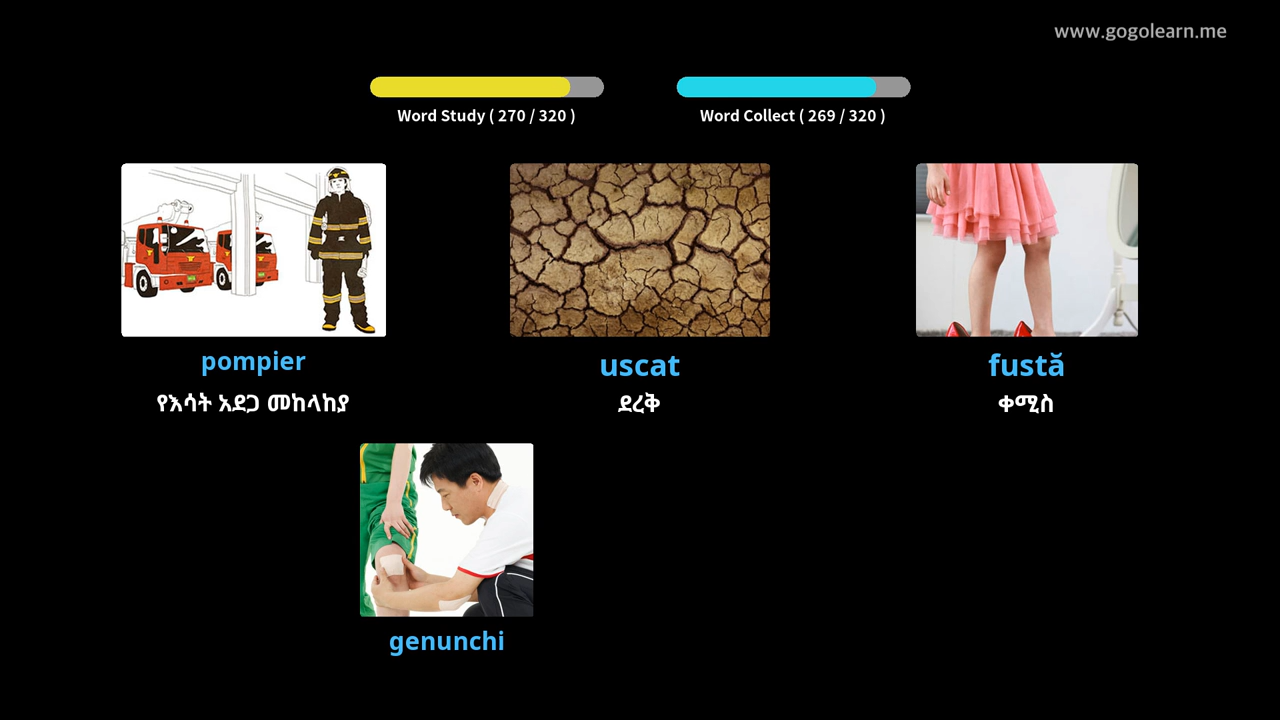 www.gogolearn.me
Word Study ( 270 / 320 )
Word Collect ( 269 / 320 )
pompier
uscat
fustă
የእሳት አደጋ መከላከያ
ደረቅ
ቀሚስ
genunchi